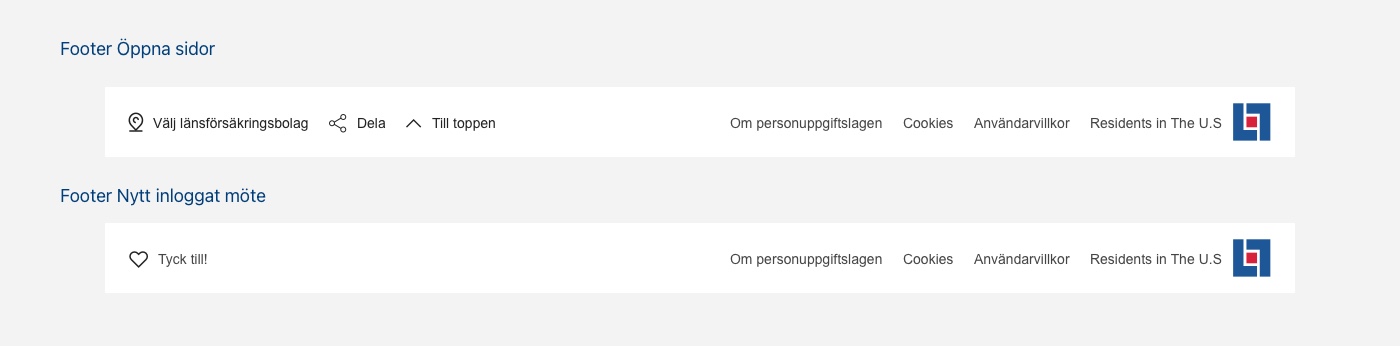 Footer Öppna sidor
Välj länsförsäkringsbolag Dela Till toppen Om personuppgiftslagen Cookies Användarvillkor Residents in The U.S
Footer Nytt inloggat möte
Tyck till! Om personuppgiftslagen Cookies Användarvillkor Residents in The U.S